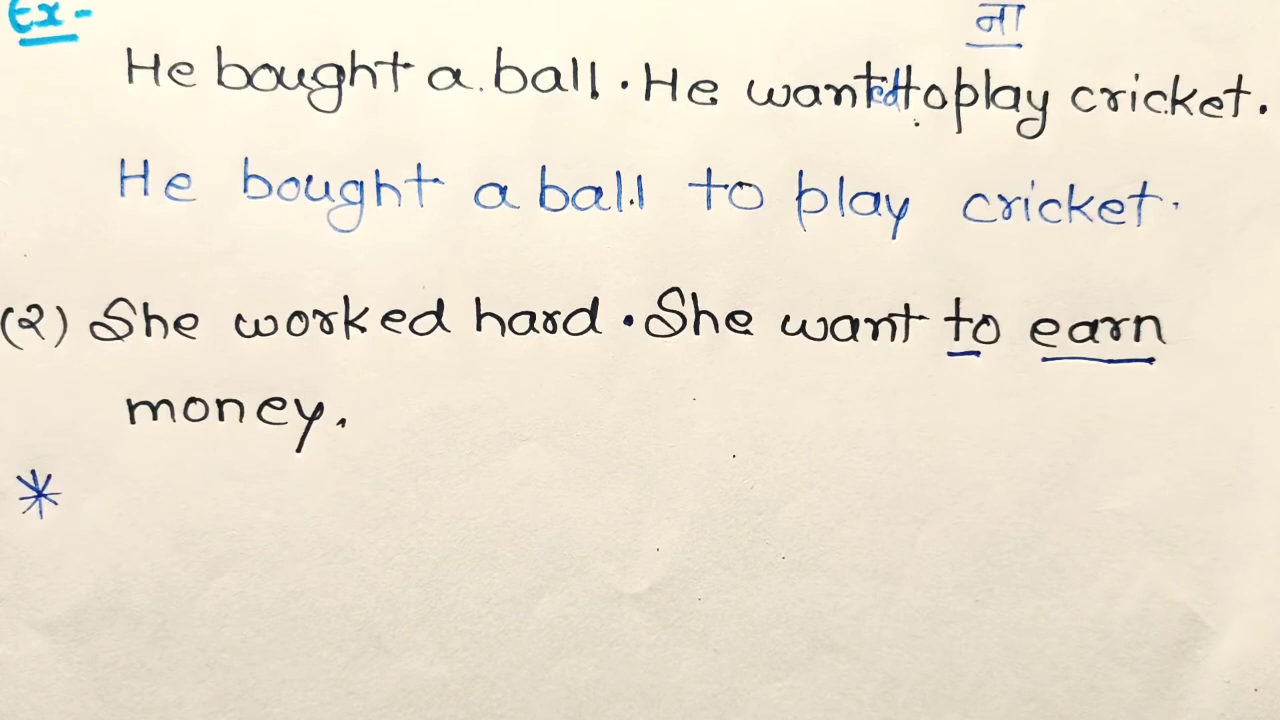 Ex-
ना
He bought a ball. He wanted to play cricket.
He bought a ball to play cricket.
(2) She worked hard. She want to earn
money.
*